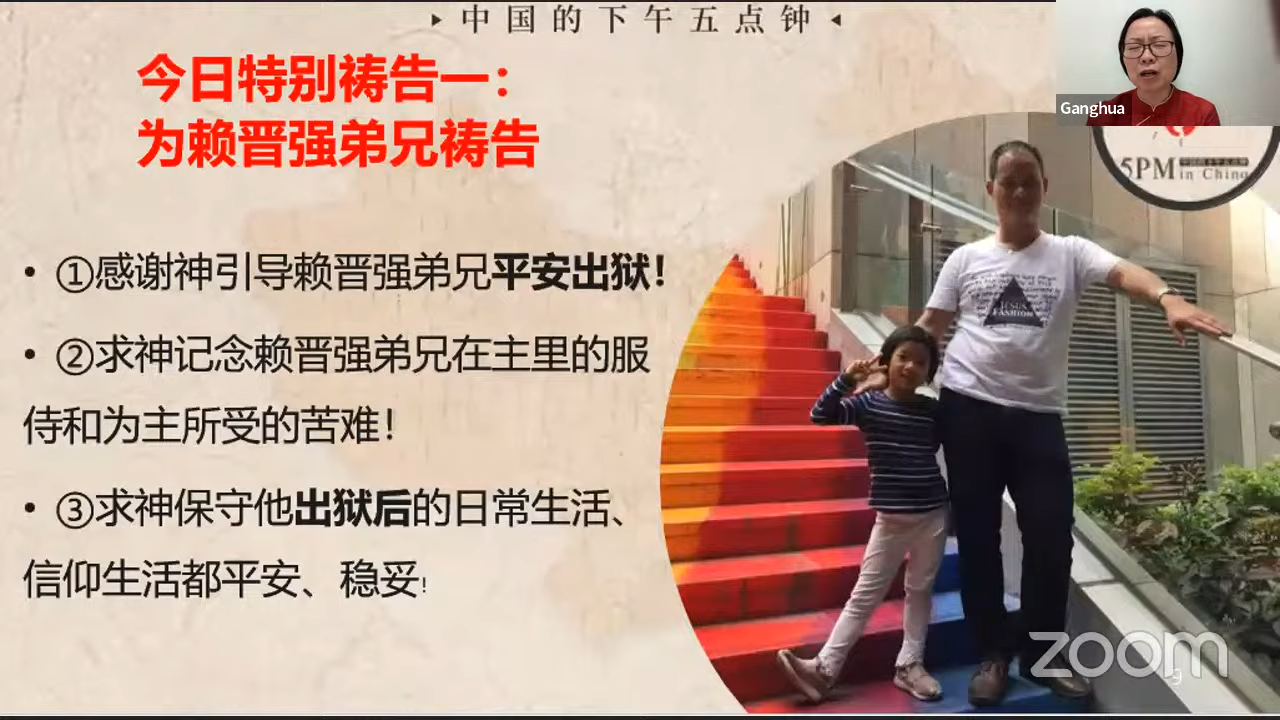 ▸ 中国的下午五点钟 ◂
今日特别祷告一：
为赖晋强弟兄祷告
Ganghua
5PM
in China
• ①感谢神引导赖晋强弟兄平安出狱！
• ②求神记念赖晋强弟兄在主里的服
侍和为主所受的苦难！
• ③求神保守他出狱后的日常生活、
信仰生活都平安、稳妥！
JESUS
FASHION
zoom
9